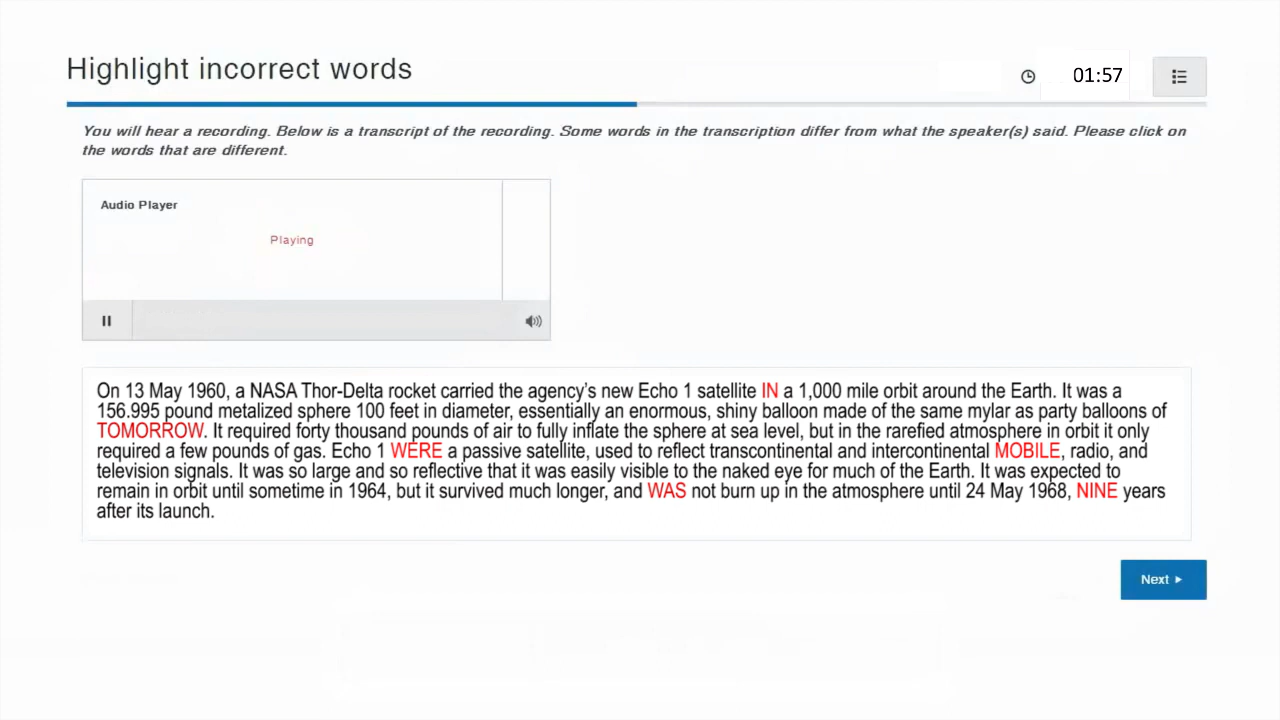 Highlight incorrect words
01:57
You will hear a recording. Below is a transcript of the recording. Some words in the transcription differ from what the speaker(s) said. Please click on
the words that are different.
Audio Player
Playing
On 13 May 1960, a NASA Thor-Delta rocket carried the agency's new Echo 1 satellite IN a 1,000 mile orbit around the Earth. It was a
156.995 pound metalized sphere 100 feet in diameter, essentially an enormous, shiny balloon made of the same mylar as party balloons of
TOMORROW. It required forty thousand pounds of air to fully inflate the sphere at sea level, but in the rarefied atmosphere in orbit it only
required a few pounds of gas. Echo 1 WERE a passive satellite, used to reflect transcontinental and intercontinental MOBILE, radio, and
television signals. It was so large and so reflective that it was easily visible to the naked eye for much of the Earth. It was expected to
remain in orbit until sometime in 1964, but it survived much longer, and WAS not burn up in the atmosphere until 24 May 1968, NINE years
after its launch.
Next